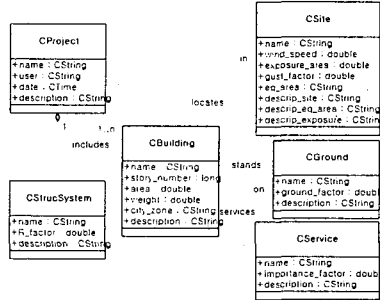 CProject
+name : CString
+user : CString
+date : CTime
+description : CString
1
1..n
includes
CStrucSystem
+name : CString
+R_factor : double
+description : CString
CBuilding
+name : CString
+story_number : long
+area : double
+weight : double
+city_zone : CString
+description : CString
locates
in
stands
on
services
CSite
+name : CString
+wind_speed : double
+exposure_area : double
+gust_factor : double
+eq_area : CString
+descrip_site : CString
+descrip_eq_area : CString
+descrip_exposure : CString
CGround
+name : CString
+ground_factor : doubl
+description : CString
CService
+name : CString
+importance_factor : doub
+description : CString